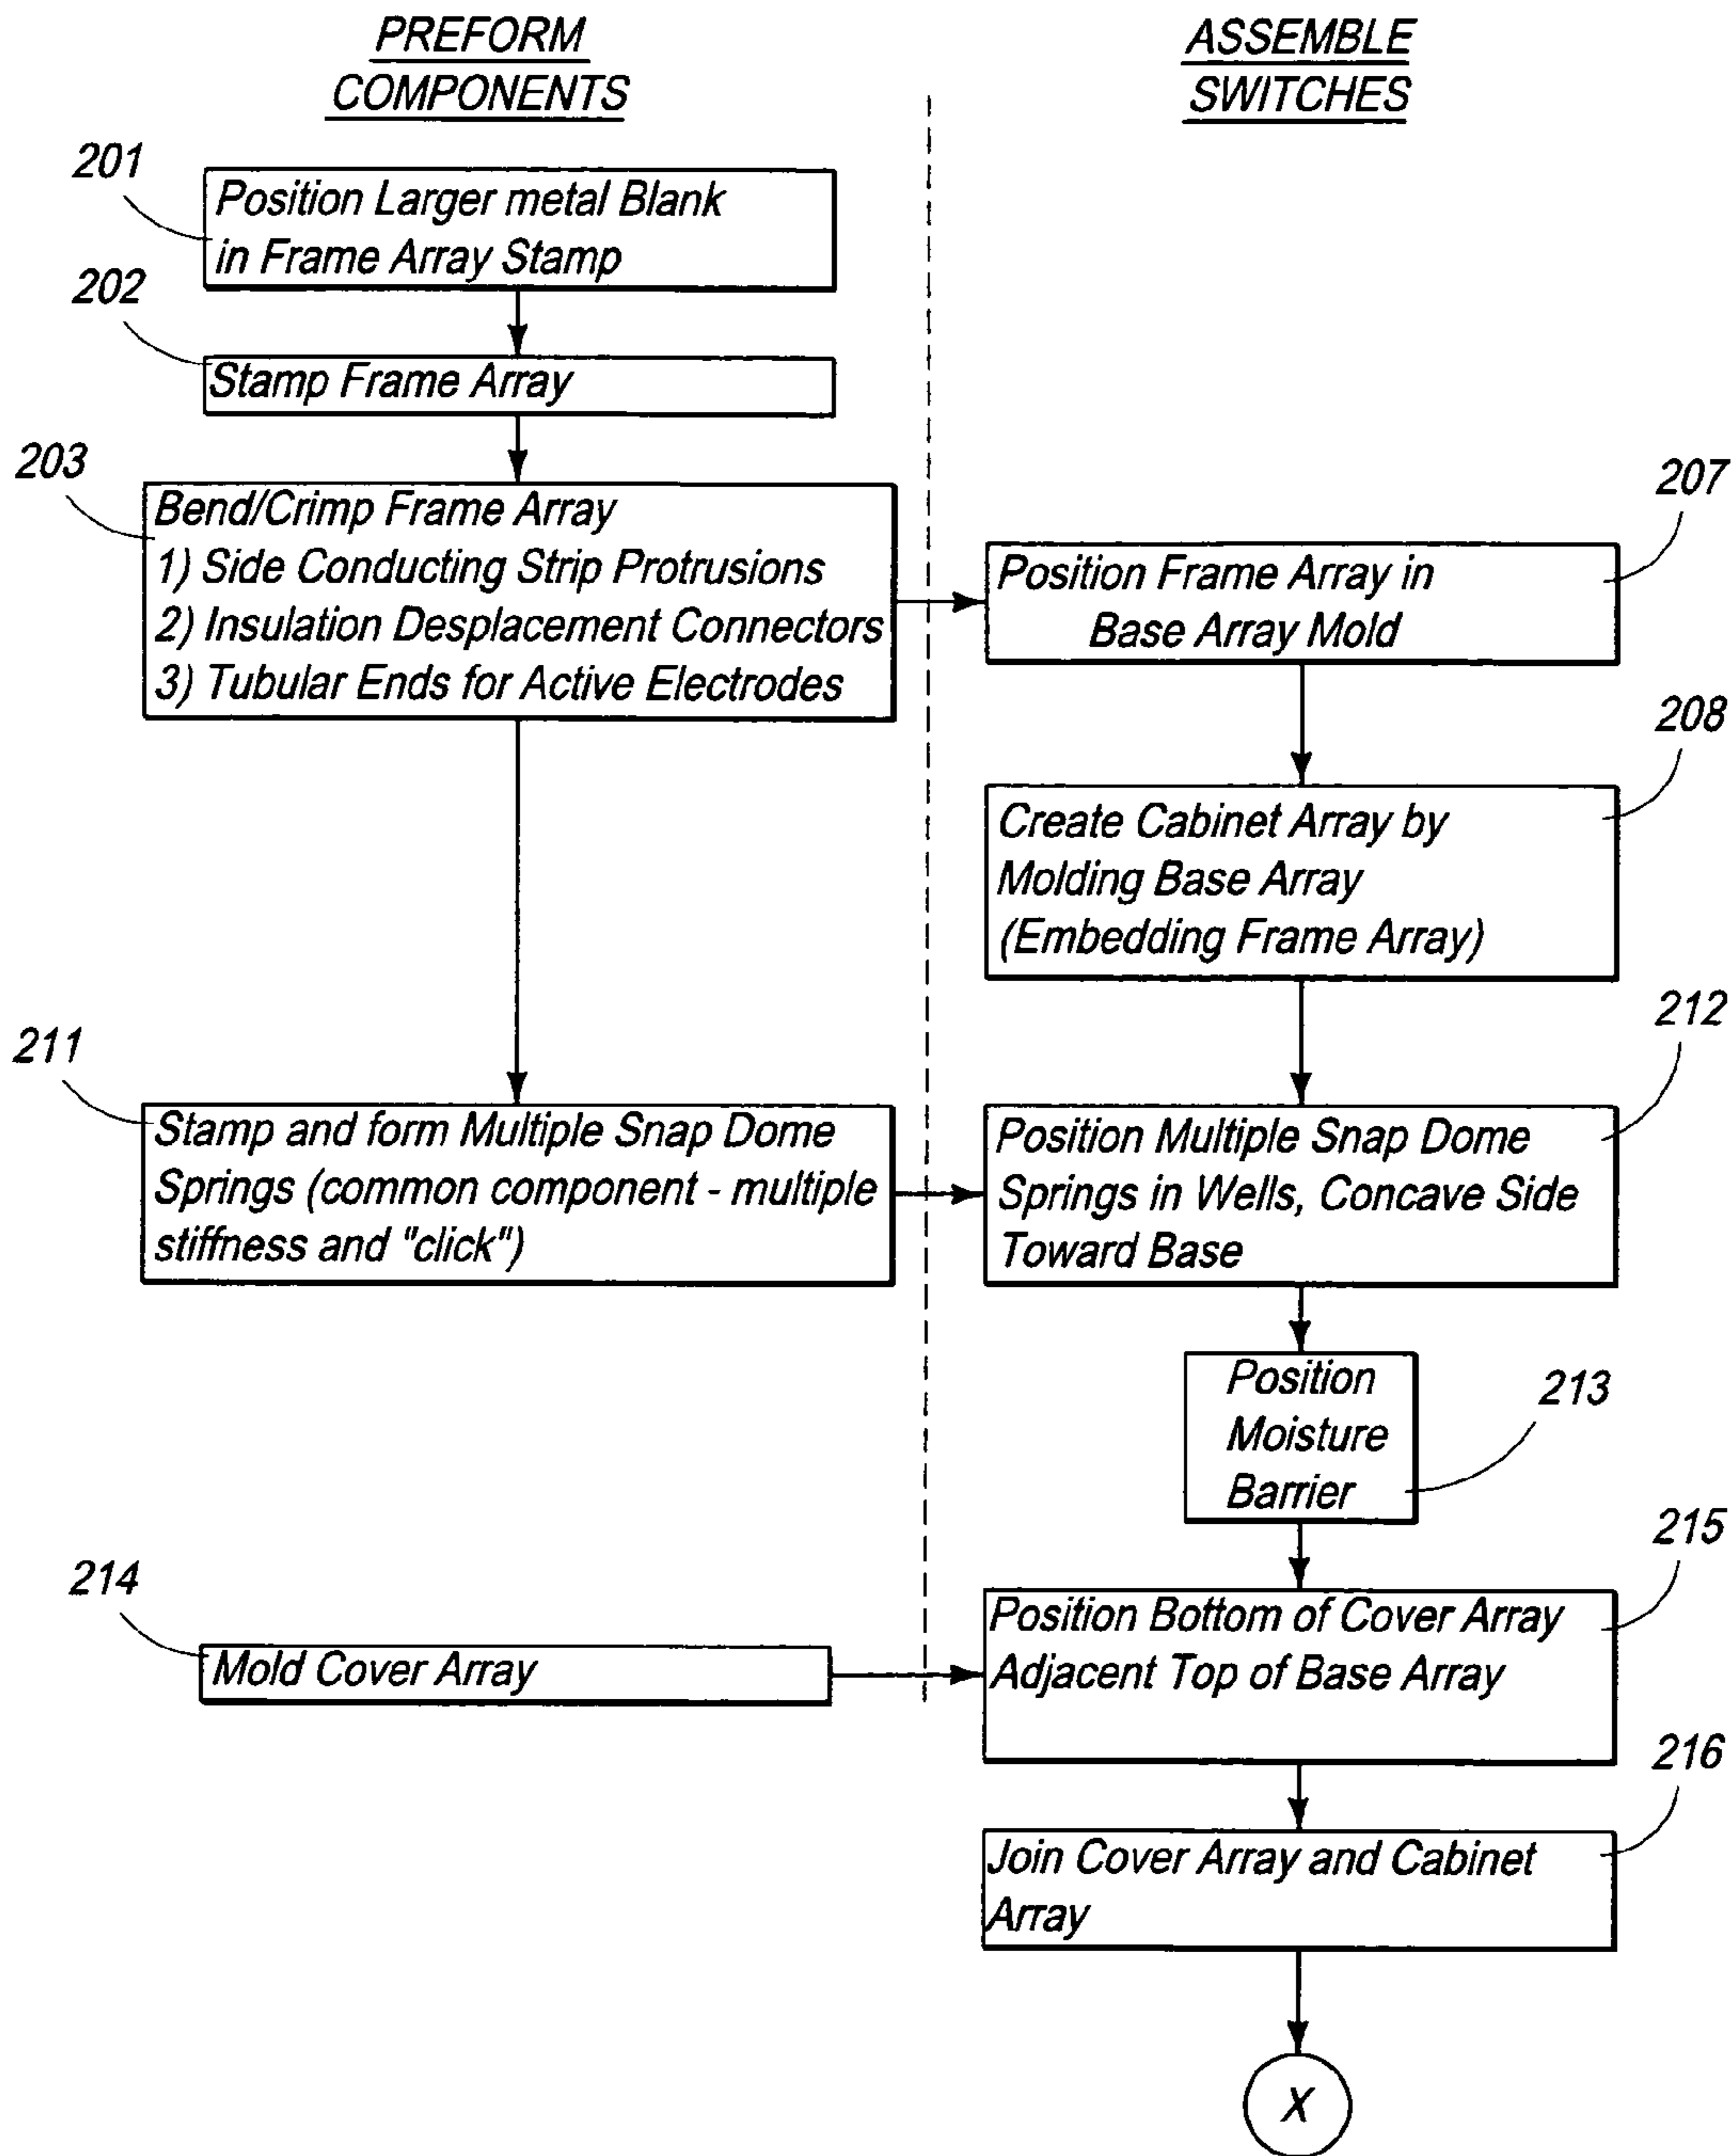 PREFORM
COMPONENTS
ASSEMBLE
SWITCHES
201
Position Larger metal Blank
in Frame Array Stamp
202
Stamp Frame Array
203
Bend/Crimp Frame Array
1) Side Conducting Strip Protrusions
2) Insulation Desplacement Connectors
3) Tubular Ends for Active Electrodes
207
Position Frame Array in
Base Array Mold
208
Create Cabinet Array by
Molding Base Array
(Embedding Frame Array)
211
Stamp and form Multiple Snap Dome
Springs (common component - multiple
stiffness and "click")
212
Position Multiple Snap Dome
Springs in Wells, Concave Side
Toward Base
Position
Moisture
Barrier
213
214
Mold Cover Array
215
Position Bottom of Cover Array
Adjacent Top of Base Array
216
Join Cover Array and Cabinet
Array
X